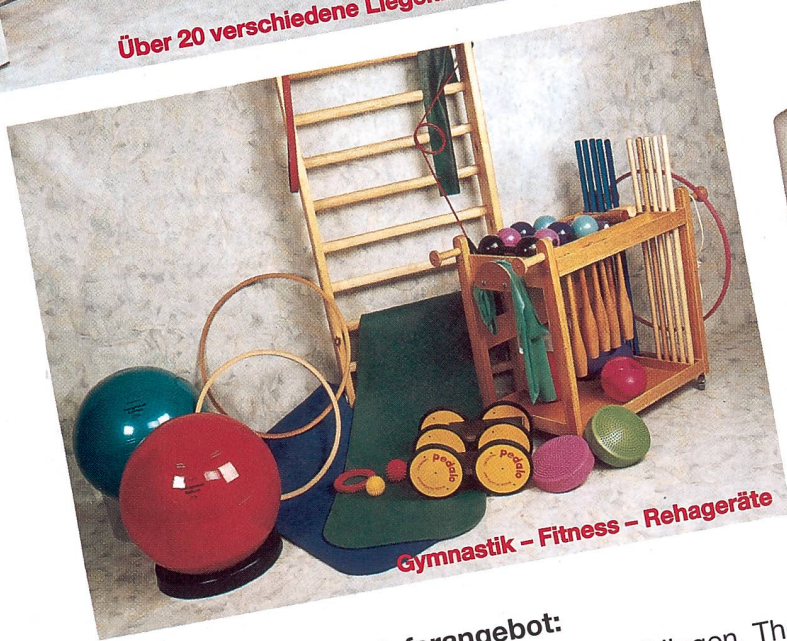 Über 20 verschiedene
pedalo
pedalo
Gymnastik – Fitness – Rehageräte